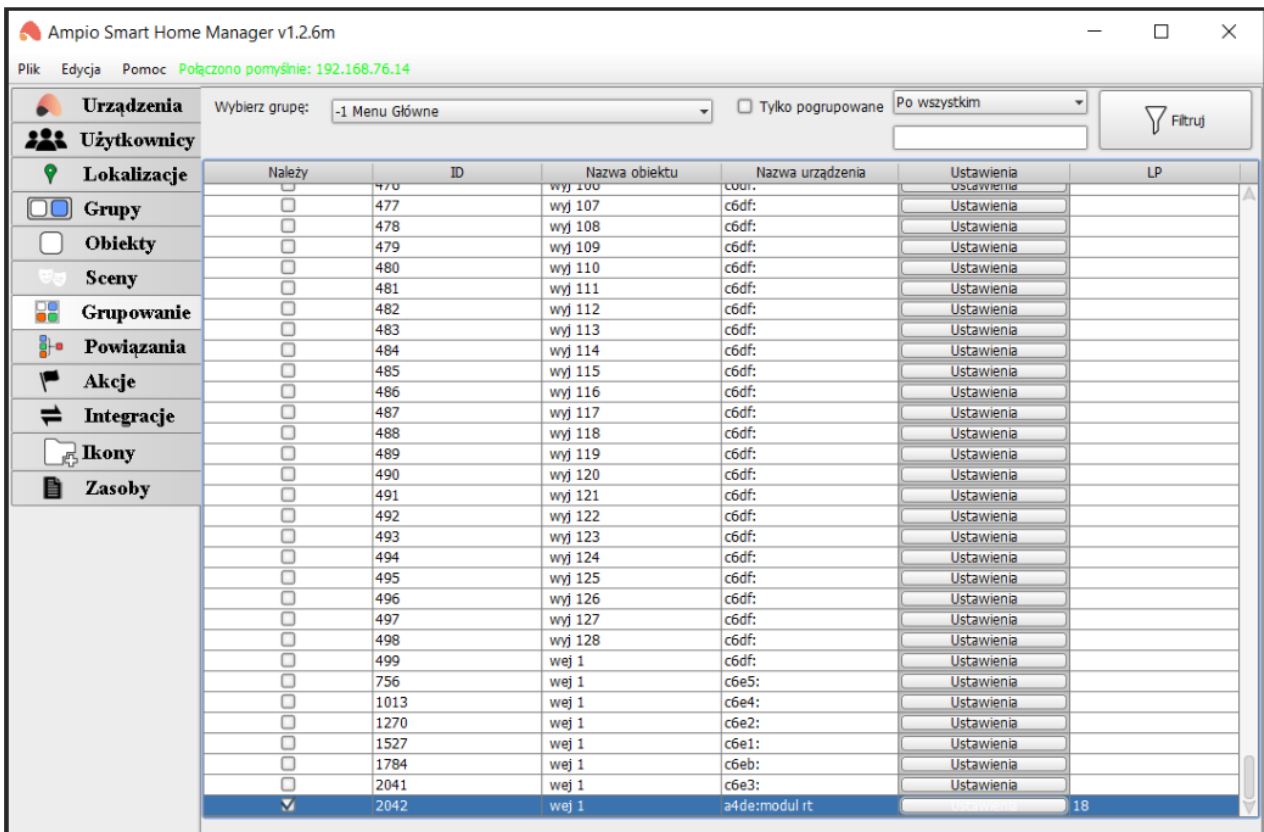 Ampio Smart Home Manager v1.2.6m
Plik Edycja Pomoc Połączono pomyślnie: 192.168.76.14
Urządzenia
Użytkownicy
Lokalizacje
Grupy
Obiekty
Sceny
Grupowanie
Powiązania
Akcje
Integracje
Ikony
Zasoby
Wybierz grupę: -1 Menu Główne Tylko pogrupowane Po wszystkim Filtruj
Należy ID Nazwa obiektu Nazwa urządzenia Ustawienia LP
476 wyj 106 c6df: Ustawienia
477 wyj 107 c6df: Ustawienia
478 wyj 108 c6df: Ustawienia
479 wyj 109 c6df: Ustawienia
480 wyj 110 c6df: Ustawienia
481 wyj 111 c6df: Ustawienia
482 wyj 112 c6df: Ustawienia
483 wyj 113 c6df: Ustawienia
484 wyj 114 c6df: Ustawienia
485 wyj 115 c6df: Ustawienia
486 wyj 116 c6df: Ustawienia
487 wyj 117 c6df: Ustawienia
488 wyj 118 c6df: Ustawienia
489 wyj 119 c6df: Ustawienia
490 wyj 120 c6df: Ustawienia
491 wyj 121 c6df: Ustawienia
492 wyj 122 c6df: Ustawienia
493 wyj 123 c6df: Ustawienia
494 wyj 124 c6df: Ustawienia
495 wyj 125 c6df: Ustawienia
496 wyj 126 c6df: Ustawienia
497 wyj 127 c6df: Ustawienia
498 wyj 128 c6df: Ustawienia
499 wej 1 c6df: Ustawienia
756 wej 1 c6e5: Ustawienia
1013 wej 1 c6e4: Ustawienia
1270 wej 1 c6e2: Ustawienia
1527 wej 1 c6e1: Ustawienia
1784 wej 1 c6eb: Ustawienia
2041 wej 1 c6e3: Ustawienia
2042 wej 1 a4de:modul rt Ustawienia 18